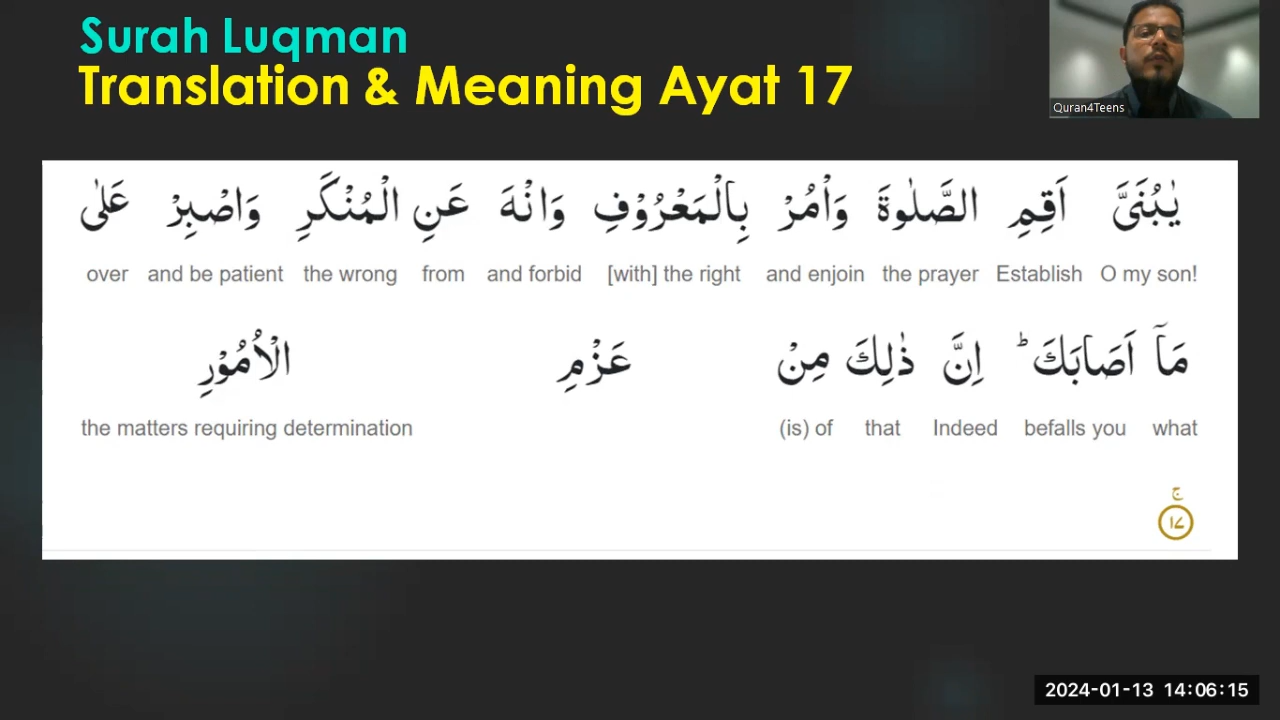 Surah Luqman
Translation & Meaning Ayat 17
Quran4Teens
يٰبُنَىَّ اَقِمِ الصَّلٰوةَ وَاْمُرْ بِالْمَعْرُوْفِ وَانْهَ عَنِ الْمُنْكَرِ وَاصْبِرْ عَلٰى
over and be patient the wrong from and forbid [with] the right and enjoin the prayer Establish O my son!
مَاۤ اَصَابَكَ‌ؕ اِنَّ ذٰلِكَ مِنْ عَزْمِ الْاُمُوْرِ‌
the matters requiring determination (is) of that Indeed befalls you what
ۚ
١٧
2024-01-13 14:06:15